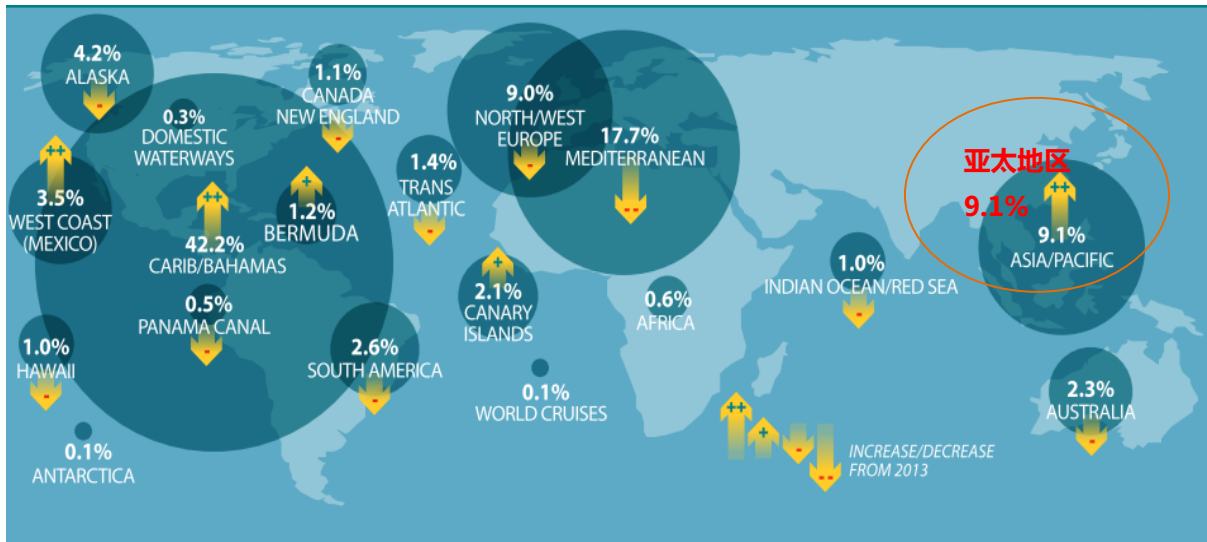 4.2%
ALASKA
-
0.3%
DOMESTIC
WATERWAYS
1.1%
CANADA
NEW ENGLAND
-
++
3.5%
WEST COAST
(MEXICO)
++
42.2%
CARIB/BAHAMAS
+
1.2%
BERMUDA
1.4%
TRANS
ATLANTIC
-
9.0%
NORTH/WEST
EUROPE
-
17.7%
MEDITERRANEAN
--
亚太地区
9.1%
++
9.1%
ASIA/PACIFIC
0.5%
PANAMA CANAL
-
1.0%
HAWAII
-
2.6%
SOUTH AMERICA
-
+
2.1%
CANARY
ISLANDS
0.6%
AFRICA
1.0%
INDIAN OCEAN/RED SEA
-
0.1%
WORLD CRUISES
2.3%
AUSTRALIA
-
0.1%
ANTARCTICA
++ + - --
INCREASE/DECREASE
FROM 2013